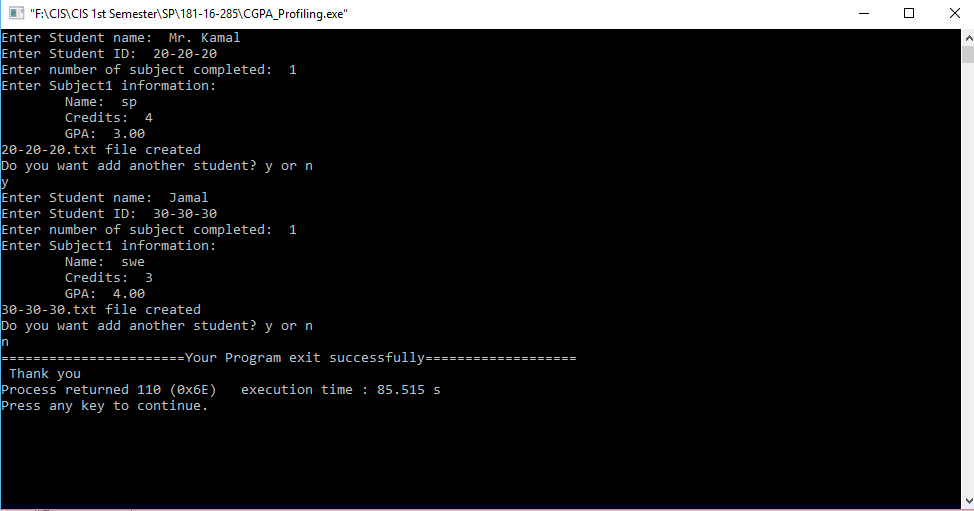 "F:\CIS\CIS 1st Semester\SP\181-16-285\CGPA_Profiling.exe"
Enter Student name:  Mr. Kamal
Enter Student ID:  20-20-20
Enter number of subject completed:  1
Enter Subject1 information:
        Name:  sp
        Credits:  4
        GPA:  3.00
20-20-20.txt file created
Do you want add another student? y or n
y
Enter Student name:  Jamal
Enter Student ID:  30-30-30
Enter number of subject completed:  1
Enter Subject1 information:
        Name:  swe
        Credits:  3
        GPA:  4.00
30-30-30.txt file created
Do you want add another student? y or n
n
=======================Your Program exit successfully===================
 Thank you
Process returned 110 (0x6E)   execution time : 85.515 s
Press any key to continue.